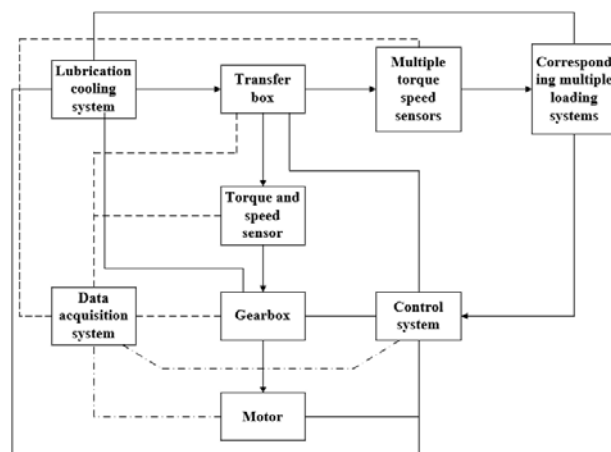 Lubrication
cooling
system
Transfer
box
Multiple
torque
speed
sensors
Correspond
ing multiple
loading
systems
Torque and
speed
sensor
Data
acquisition
system
Gearbox
Control
system
Motor